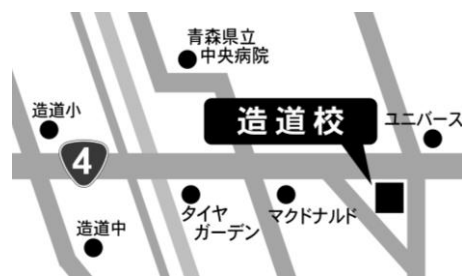 青森県立
中央病院
造道小
造道校
ユニバース
4
タイヤ
ガーデン
マクドナルド
造道中